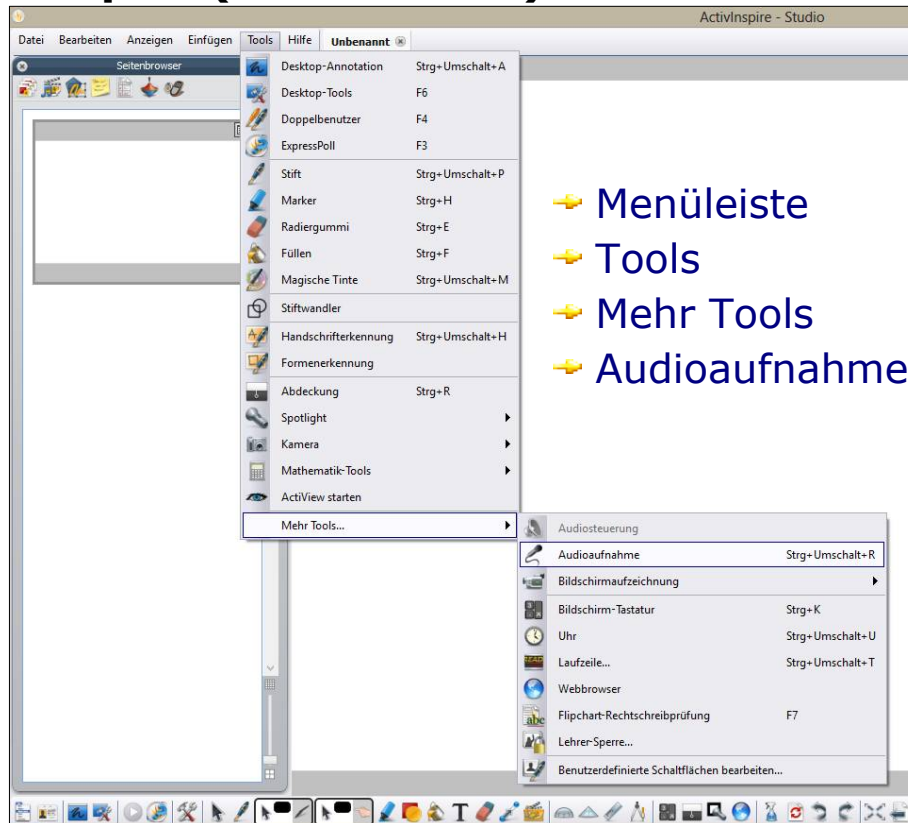 ActivInspire - Studio
Datei Bearbeiten Anzeigen Einfügen Tools Hilfe Unbenannt
Seitenbrowser
Desktop-Annotation Strg+Umschalt+A
Desktop-Tools F6
Doppelbenutzer F4
ExpressPoll F3
Stift Strg+Umschalt+P
Marker Strg+H
Radiergummi Strg+E
Füllen Strg+F
Magische Tinte Strg+Umschalt+M
Stiftwandler
Handschrifterkennung Strg+Umschalt+H
Formenerkennung
Abdeckung Strg+R
Spotlight
Kamera
Mathematik-Tools
ActiView starten
Mehr Tools...
Menüleiste
Tools
Mehr Tools
Audioaufnahme
Audiosteuerung
Audioaufnahme Strg+Umschalt+R
Bildschirmaufzeichnung
Bildschirm-Tastatur Strg+K
Uhr Strg+Umschalt+U
Laufzeile... Strg+Umschalt+T
Webbrowser
Flipchart-Rechtschreibprüfung F7
Lehrer-Sperre...
Benutzerdefinierte Schaltflächen bearbeiten...